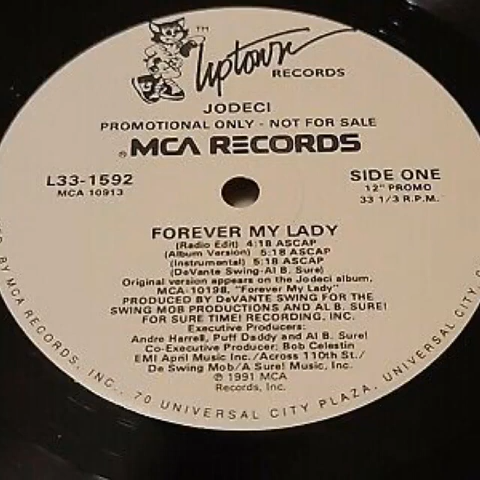 TM
Uptown
RECORDS
JODECI
PROMOTIONAL ONLY - NOT FOR SALE
®MCA RECORDS
L33-1592
MCA 10913
SIDE ONE
12" PROMO
33 1/3 R.P.M.
FOREVER MY LADY
(Radio Edit) 4:18 ASCAP
(Album Version) 5:18 ASCAP
(Instrumental) 5:18 ASCAP
(DeVante Swing-Al B. Sure)
Original version appears on the Jodeci album,
MCA-10198, "Forever My Lady"
PRODUCED BY DeVANTE SWING FOR THE
SWING MOB PRODUCTIONS AND AL B. SURE!
FOR SURE TIME! RECORDING, INC.
Executive Producers:
Andre Harrell, Puff Daddy and Al B. Sure!
Co-Executive Producer: Bob Celestin
EMI April Music Inc./Across 110th St./
De Swing Mob/A Sure! Music, Inc.
℗ 1991 MCA
Records, Inc.
BY MCA RECORDS, INC., 70 UNIVERSAL CITY PLAZA, UNIVERSAL CITY,